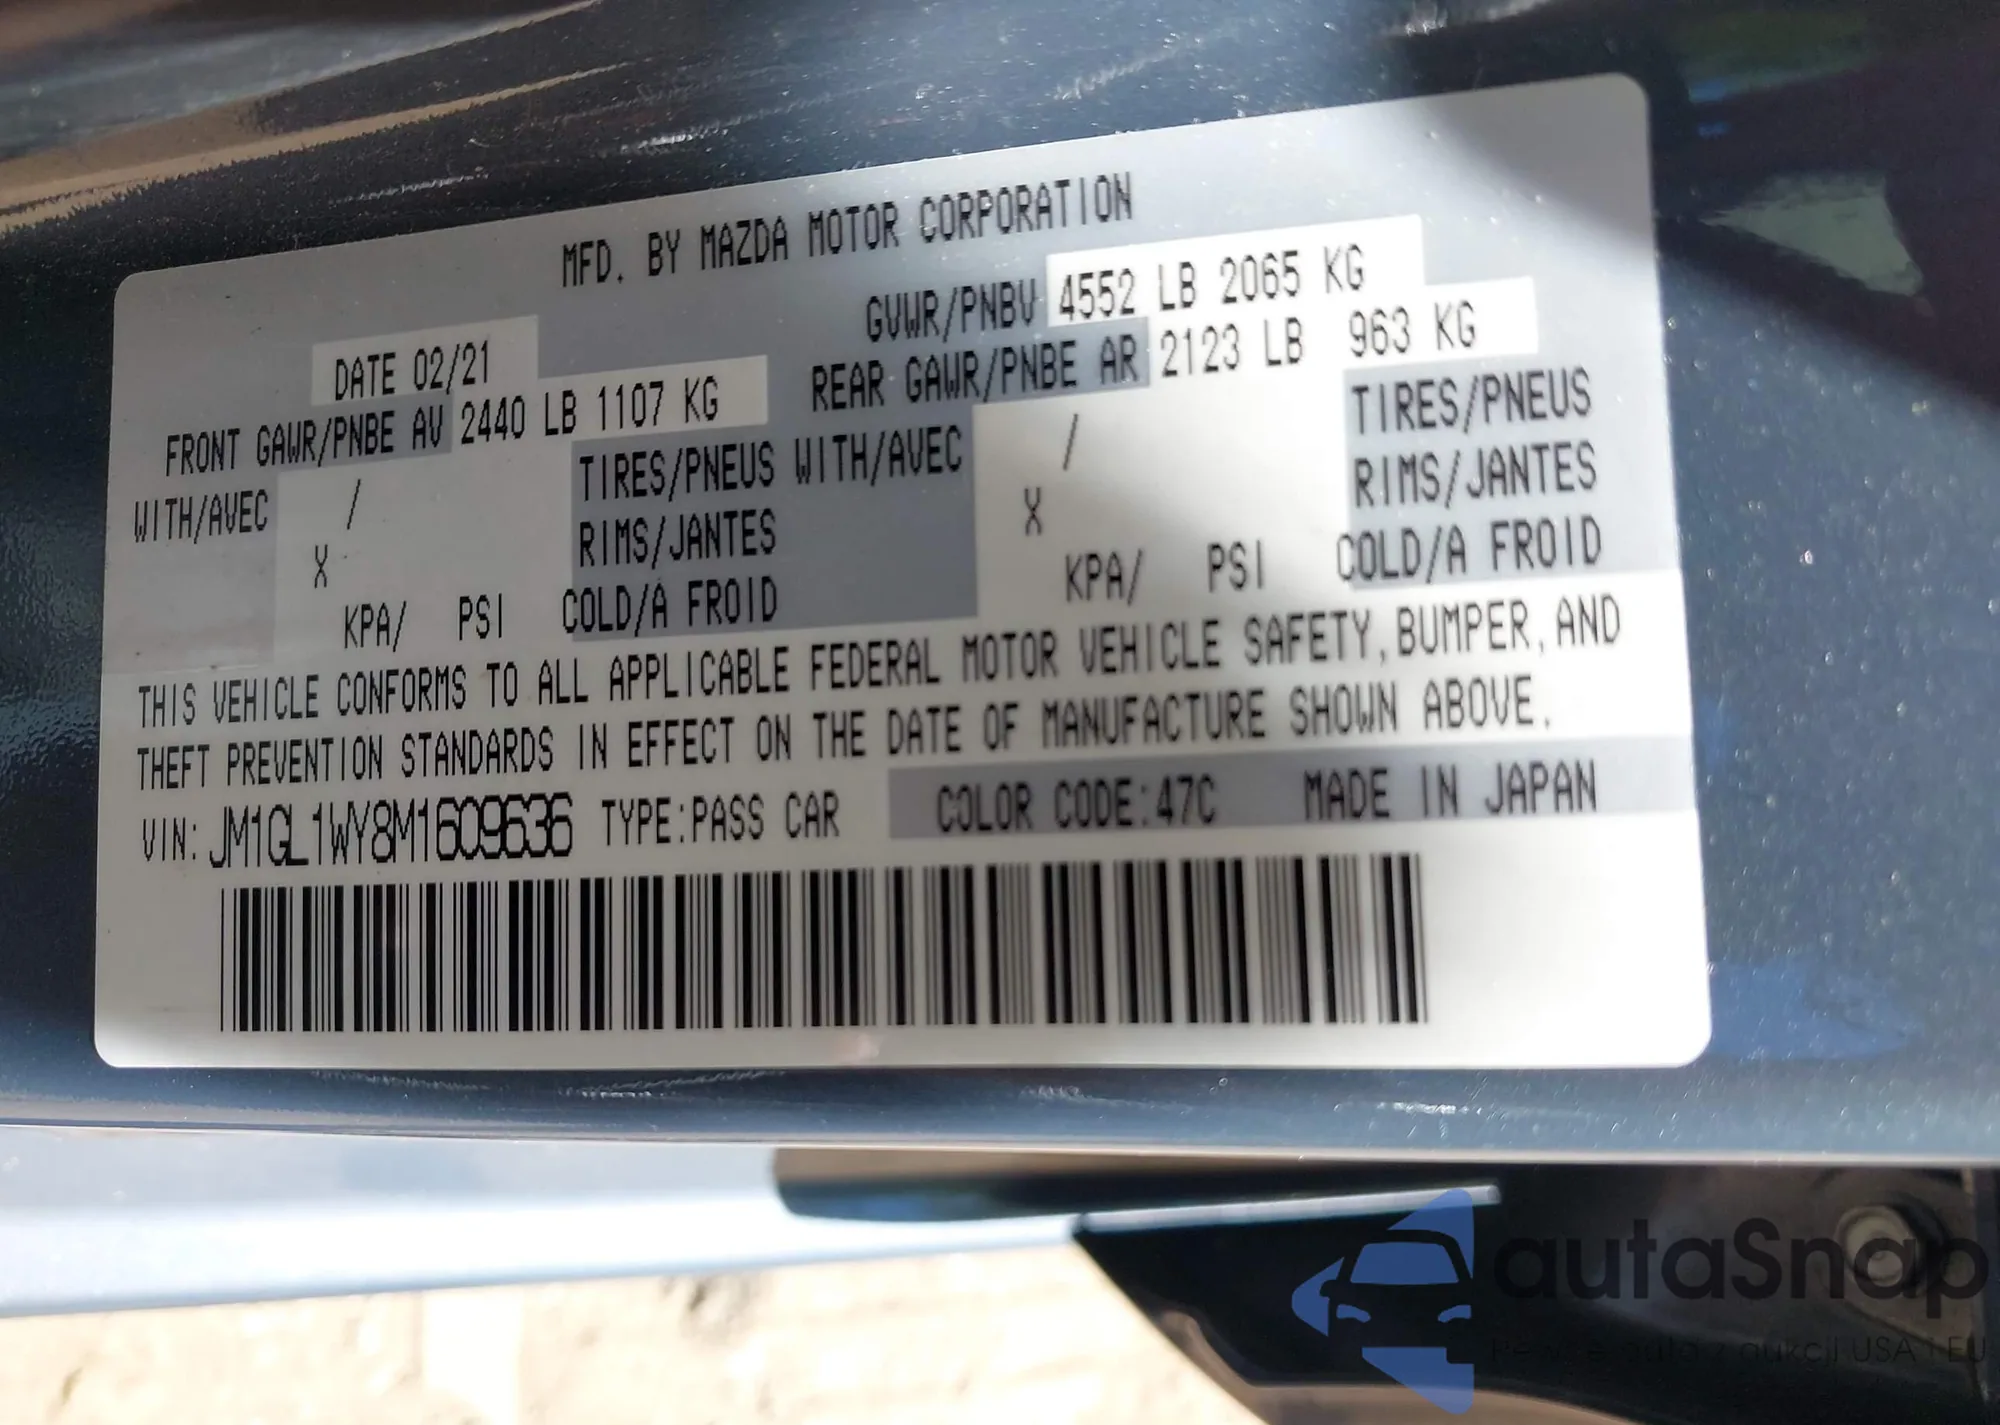 MFD. BY MAZDA MOTOR CORPORATION
DATE 02/21 GVWR/PNBV 4552 LB 2065 KG
FRONT GAWR/PNBE AV 2440 LB 1107 KG REAR GAWR/PNBE AR 2123 LB 963 KG
WITH/AVEC / TIRES/PNEUS WITH/AVEC / TIRES/PNEUS
X RIMS/JANTES X RIMS/JANTES
KPA/ PSI COLD/A FROID KPA/ PSI COLD/A FROID
THIS VEHICLE CONFORMS TO ALL APPLICABLE FEDERAL MOTOR VEHICLE SAFETY, BUMPER, AND
THEFT PREVENTION STANDARDS IN EFFECT ON THE DATE OF MANUFACTURE SHOWN ABOVE.
VIN: JM1GL1WY8M1609636 TYPE: PASS CAR COLOR CODE: 47C MADE IN JAPAN
autaSnap
auta z aukcji USA i EU